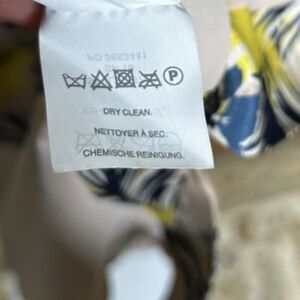 P
DRY CLEAN.
NETTOYER À SEC.
CHEMISCHE REINIGUNG.